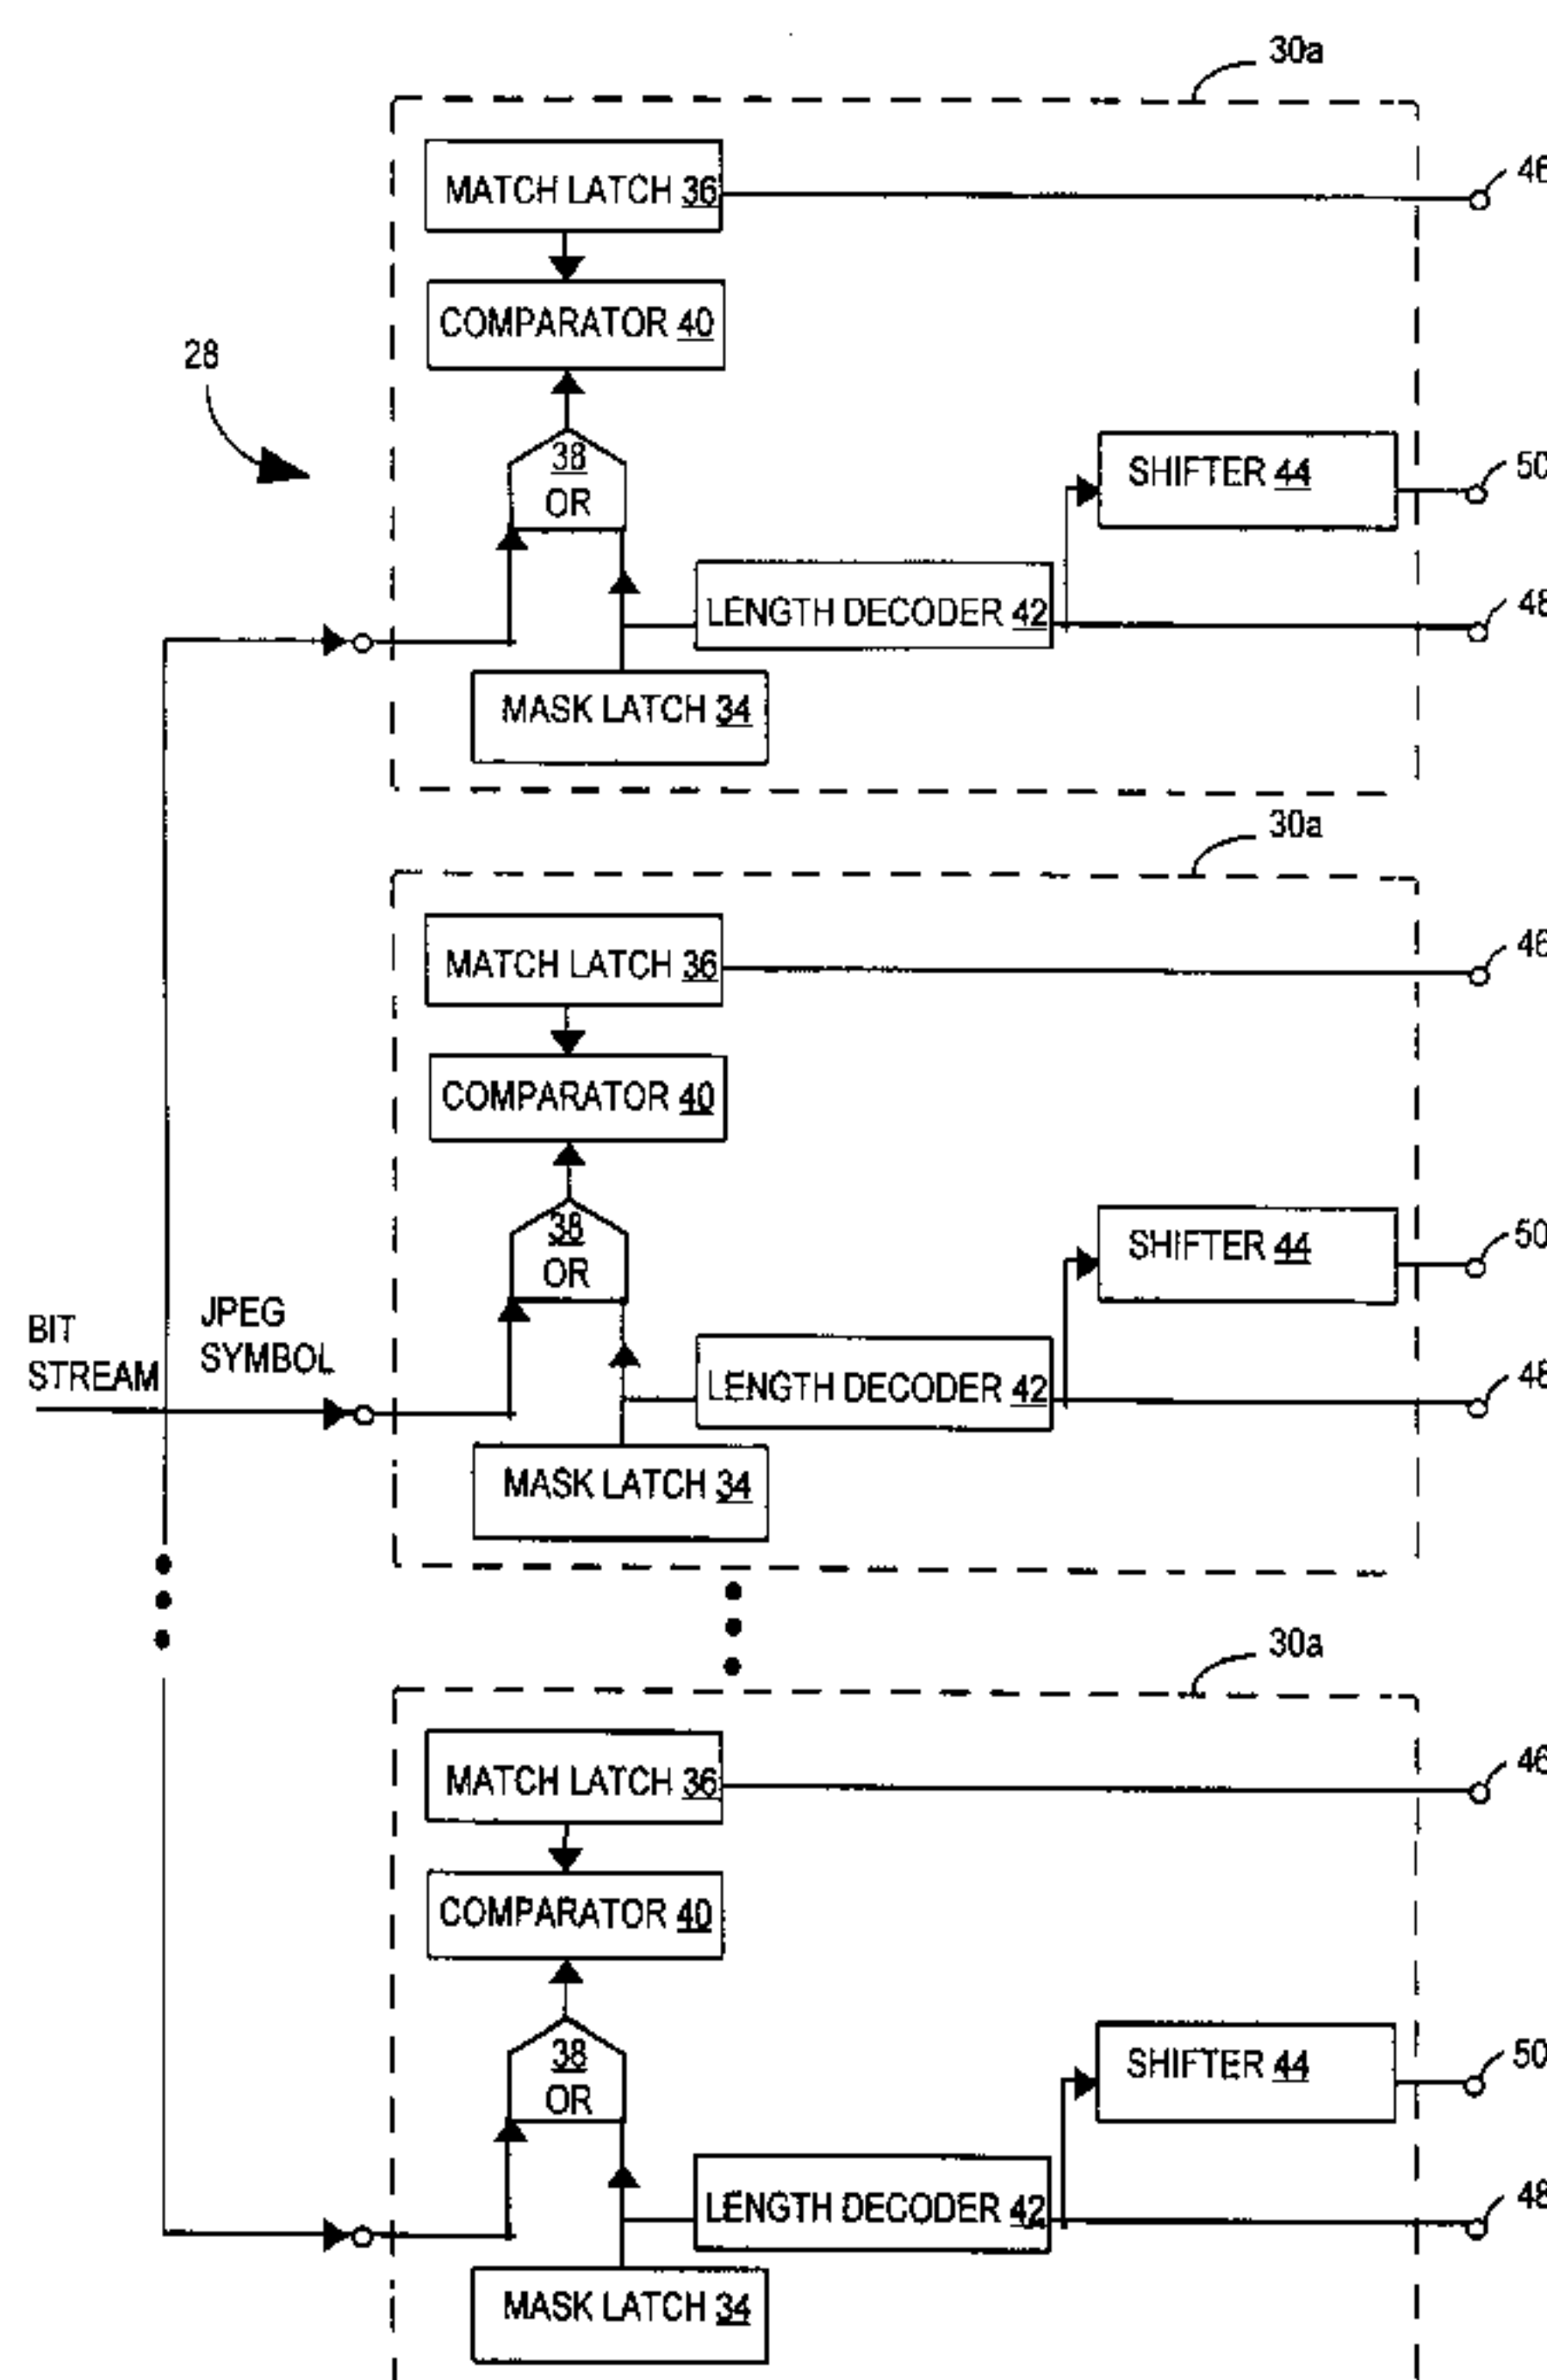 30a
MATCH LATCH 36
46
COMPARATOR 40
28
38
OR
SHIFTER 44
50
LENGTH DECODER 42
48
MASK LATCH 34
30a
MATCH LATCH 36
46
COMPARATOR 40
38
OR
SHIFTER 44
50
BIT
STREAM
JPEG
SYMBOL
LENGTH DECODER 42
48
MASK LATCH 34
30a
MATCH LATCH 36
46
COMPARATOR 40
38
OR
SHIFTER 44
50
LENGTH DECODER 42
48
MASK LATCH 34